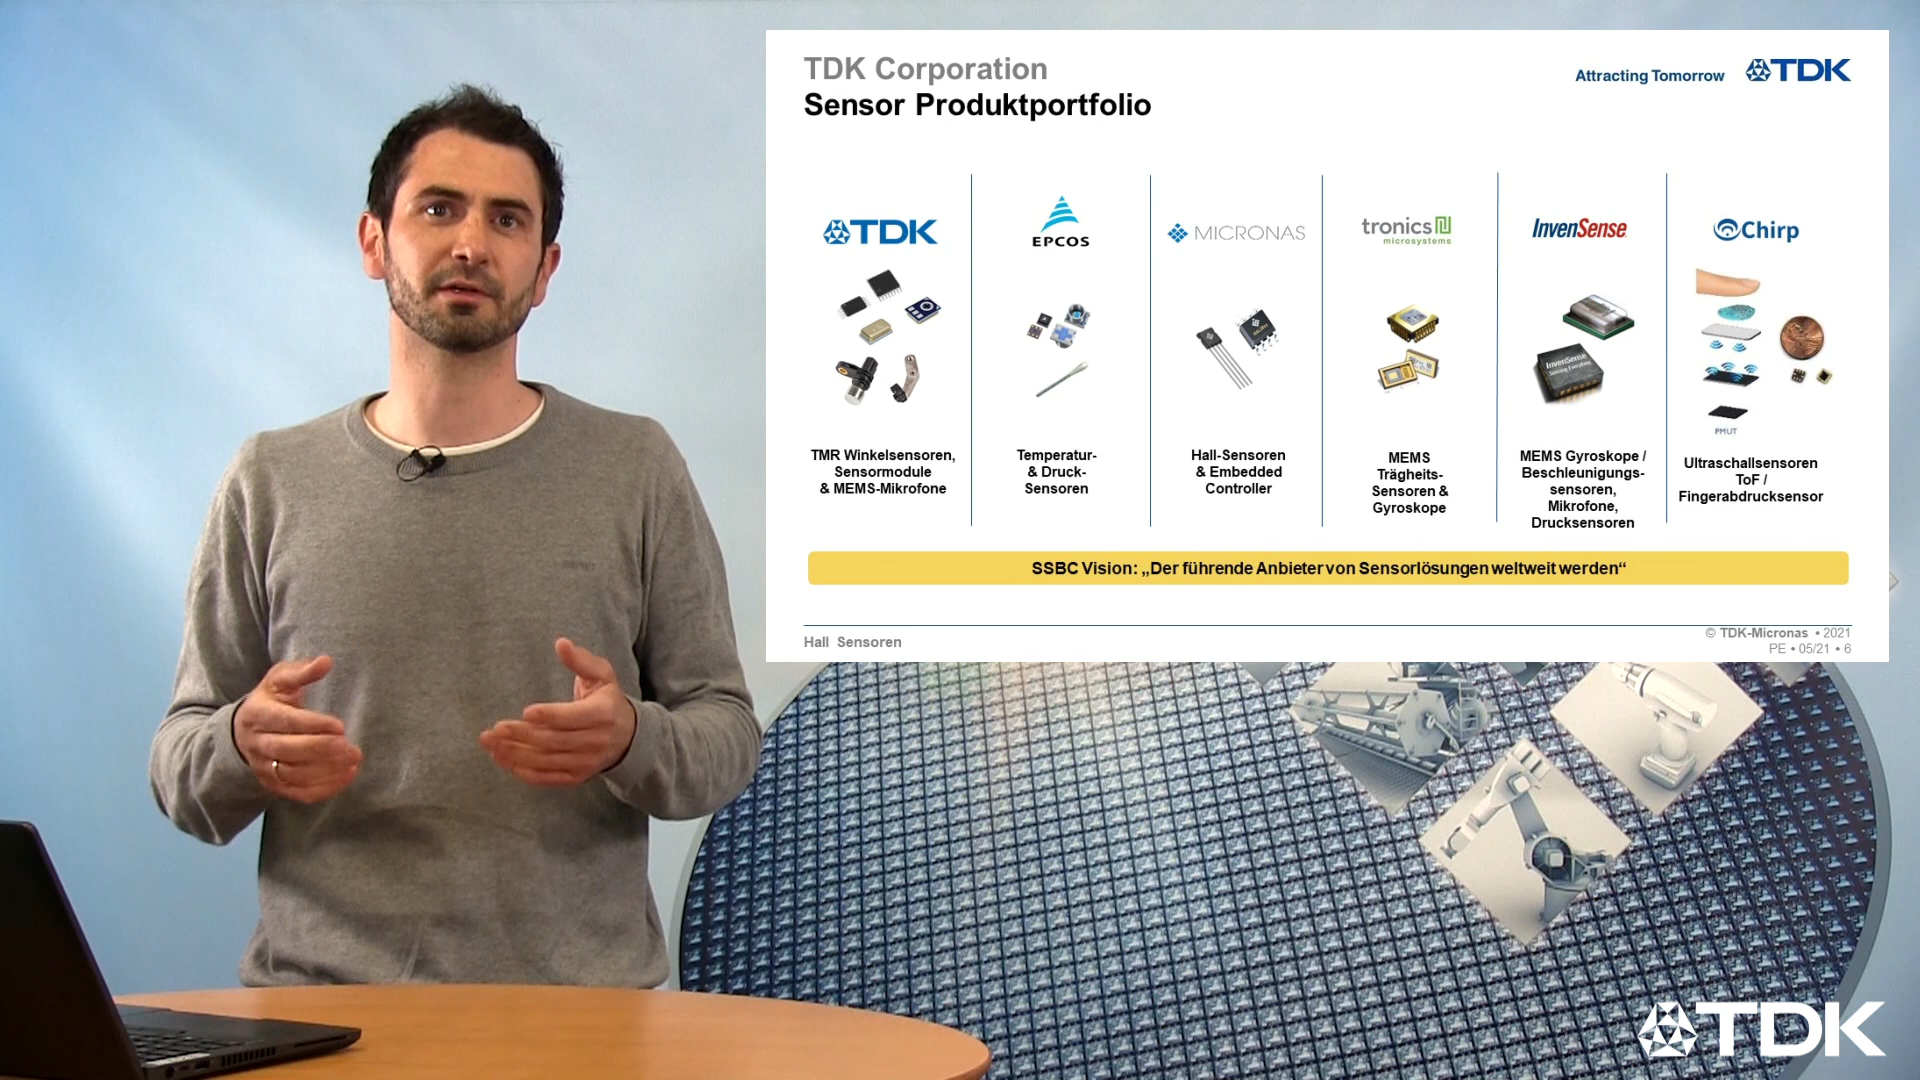 TDK Corporation
Sensor Produktportfolio
Attracting Tomorrow
TDK
TDK
EPCOS
MICRONAS
tronics
microsystems
InvenSense
Chirp
InvenSense
PMUT
TMR Winkelsensoren,
Sensormodule
& MEMS-Mikrofone
Temperatur-
& Druck-
Sensoren
Hall-Sensoren
& Embedded
Controller
MEMS
Trägheits-
Sensoren &
Gyroskope
MEMS Gyroskope /
Beschleunigungs-
sensoren,
Mikrofone,
Drucksensoren
Ultraschallsensoren
ToF /
Fingerabdrucksensor
SSBC Vision: „Der führende Anbieter von Sensorlösungen weltweit werden“
Hall Sensoren
© TDK-Micronas • 2021
PE • 05/21 • 6
TDK